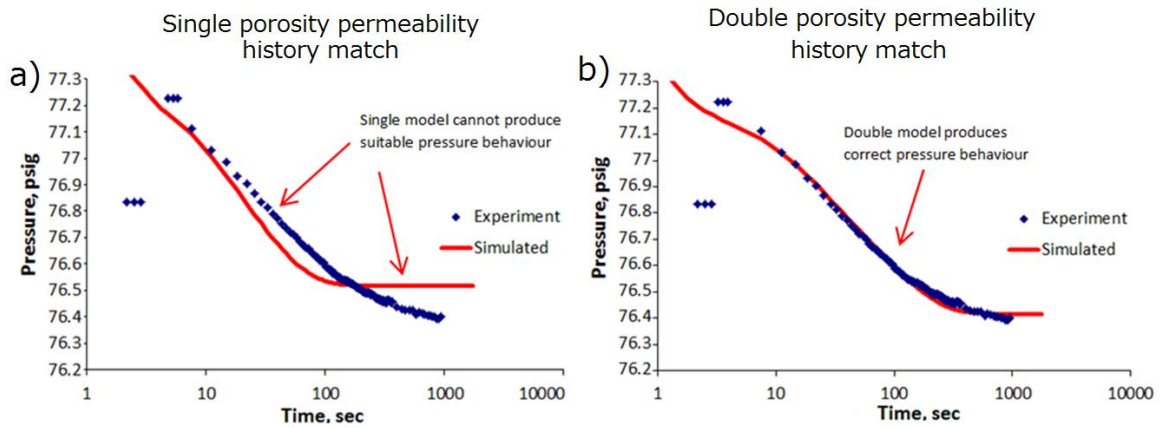 Single porosity permeability
history match
a)
Pressure, psig
77.3
77.2
77.1
77
76.9
76.8
76.7
76.6
76.5
76.4
76.3
76.2
Single model cannot produce
suitable pressure behaviour
Experiment
Simulated
1
10
100
1000
10000
Time, sec
Double porosity permeability
history match
b)
Pressure, psig
77.3
77.2
77.1
77
76.9
76.8
76.7
76.6
76.5
76.4
76.3
76.2
Double model produces
correct pressure behaviour
Experiment
Simulated
1
10
100
1000
10000
Time, sec